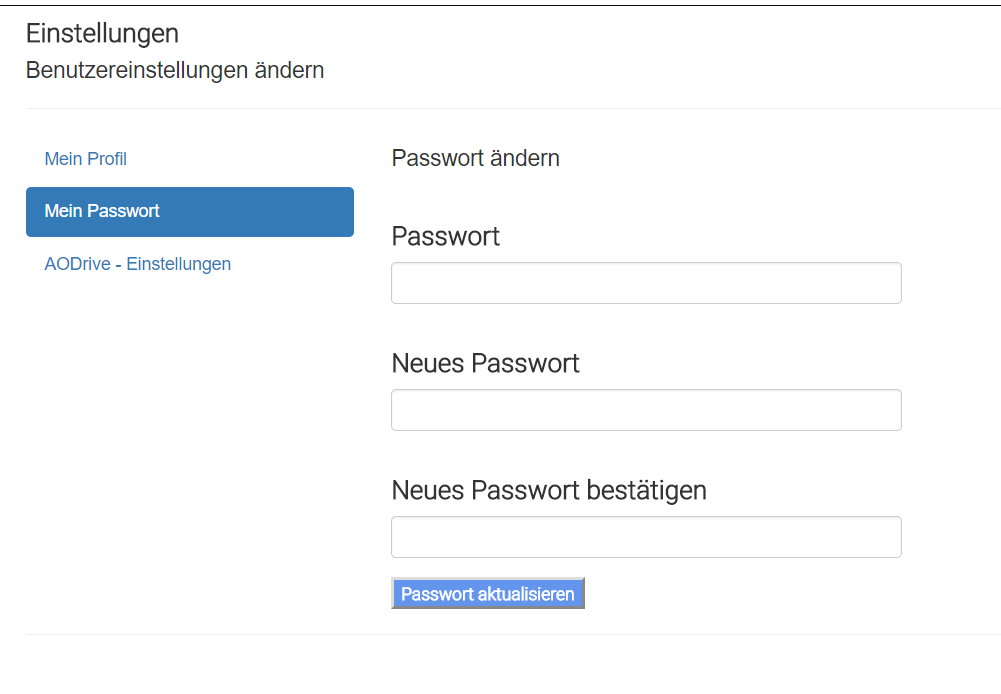 Einstellungen
Benutzereinstellungen ändern
Mein Profil
Mein Passwort
AODrive - Einstellungen
Passwort ändern
Passwort
Neues Passwort
Neues Passwort bestätigen
Passwort aktualisieren